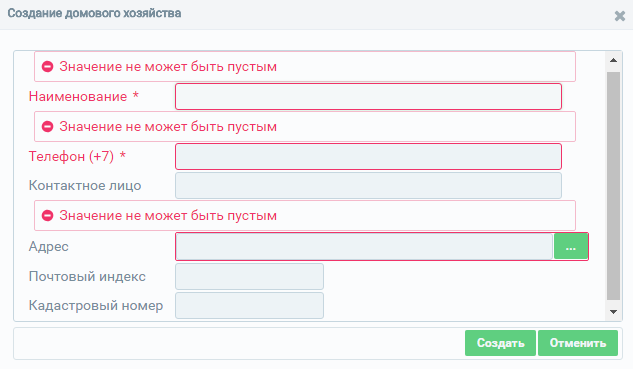 Создание домового хозяйства
Значение не может быть пустым
Наименование *
Значение не может быть пустым
Телефон (+7) *
Контактное лицо
Значение не может быть пустым
Адрес ...
Почтовый индекс
Кадастровый номер
Создать Отменить